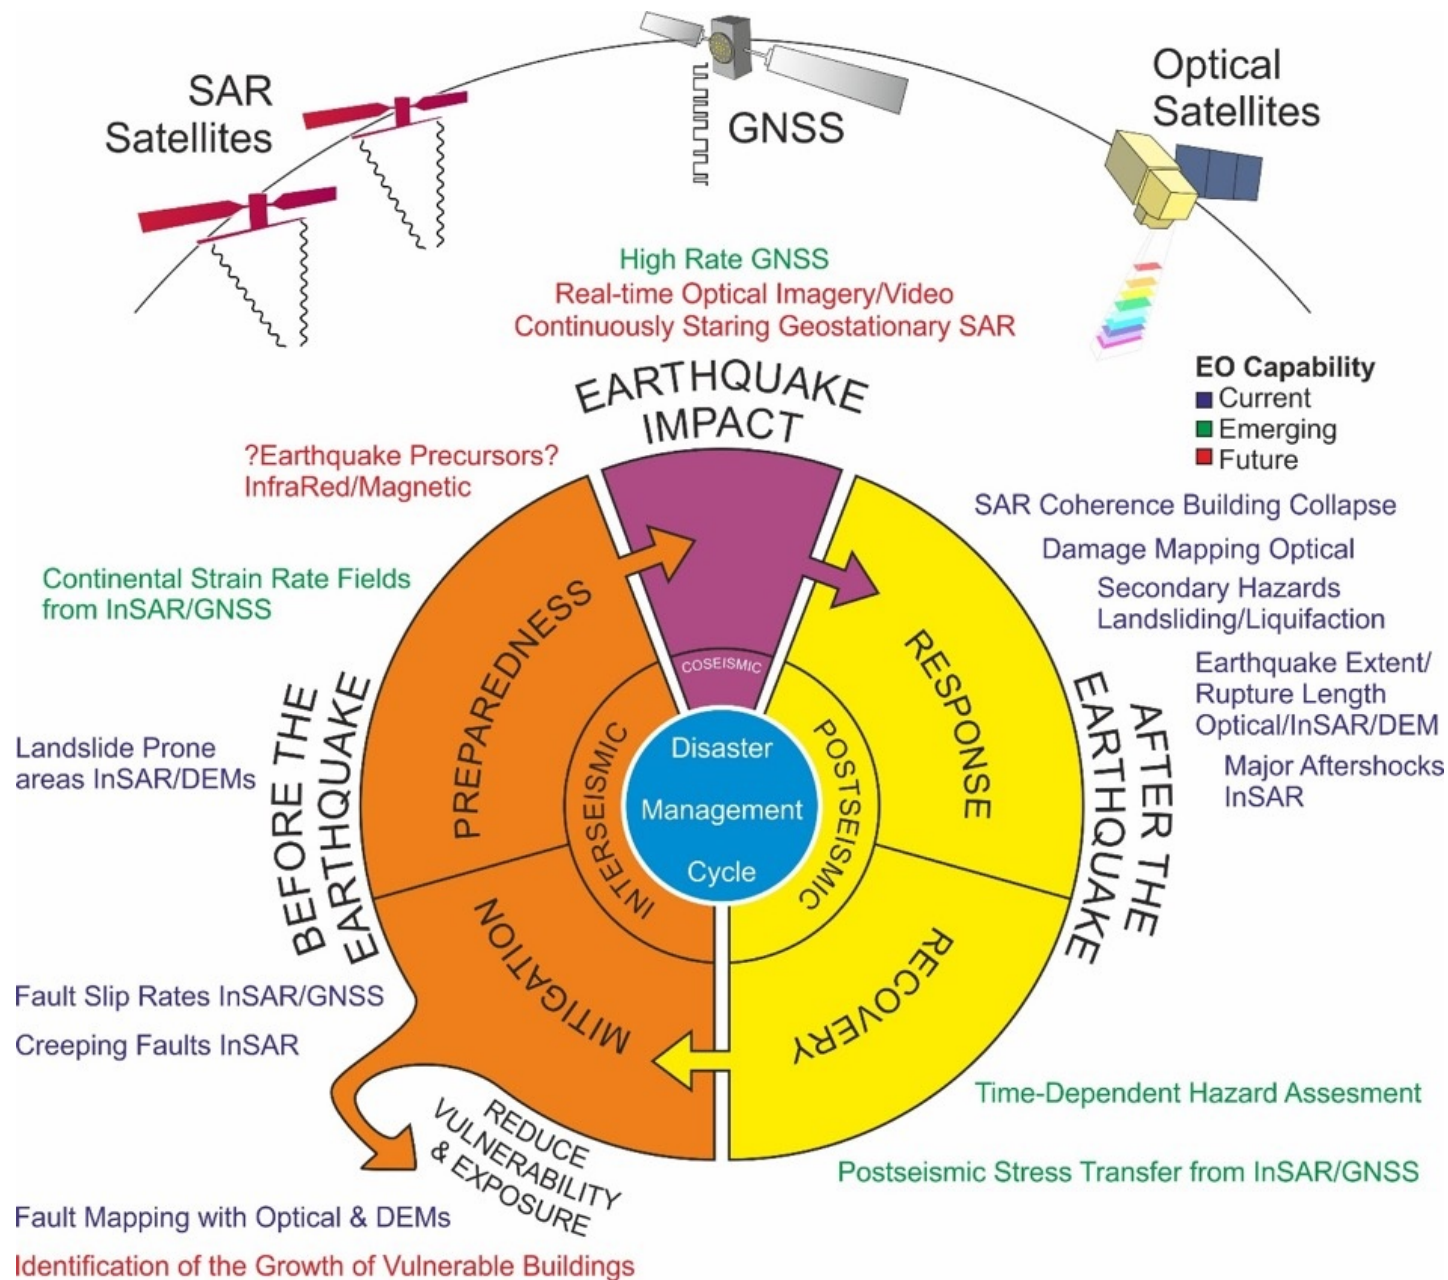 SAR
Satellites
GNSS
Optical
Satellites
High Rate GNSS
Real-time Optical Imagery/Video
Continuously Staring Geostationary SAR
EO Capability
Current
Emerging
Future
EARTHQUAKE
IMPACT
?Earthquake Precursors?
InfraRed/Magnetic
Continental Strain Rate Fields
from InSAR/GNSS
Landslide Prone
areas InSAR/DEMs
BEFORE THE
EARTHQUAKE
Fault Slip Rates InSAR/GNSS
Creeping Faults InSAR
Fault Mapping with Optical & DEMs
Identification of the Growth of Vulnerable Buildings
REDUCE
VULNERABILITY
& EXPOSURE
PREPAREDNESS
MITIGATION
INTERSEISMIC
COSEISMIC
Disaster
Management
Cycle
POSTSEISMIC
RESPONSE
RECOVERY
SAR Coherence Building Collapse
Damage Mapping Optical
Secondary Hazards
Landsliding/Liquifaction
Earthquake Extent/
Rupture Length
Optical/InSAR/DEM
Major Aftershocks
InSAR
AFTER THE
EARTHQUAKE
Time-Dependent Hazard Assesment
Postseismic Stress Transfer from InSAR/GNSS